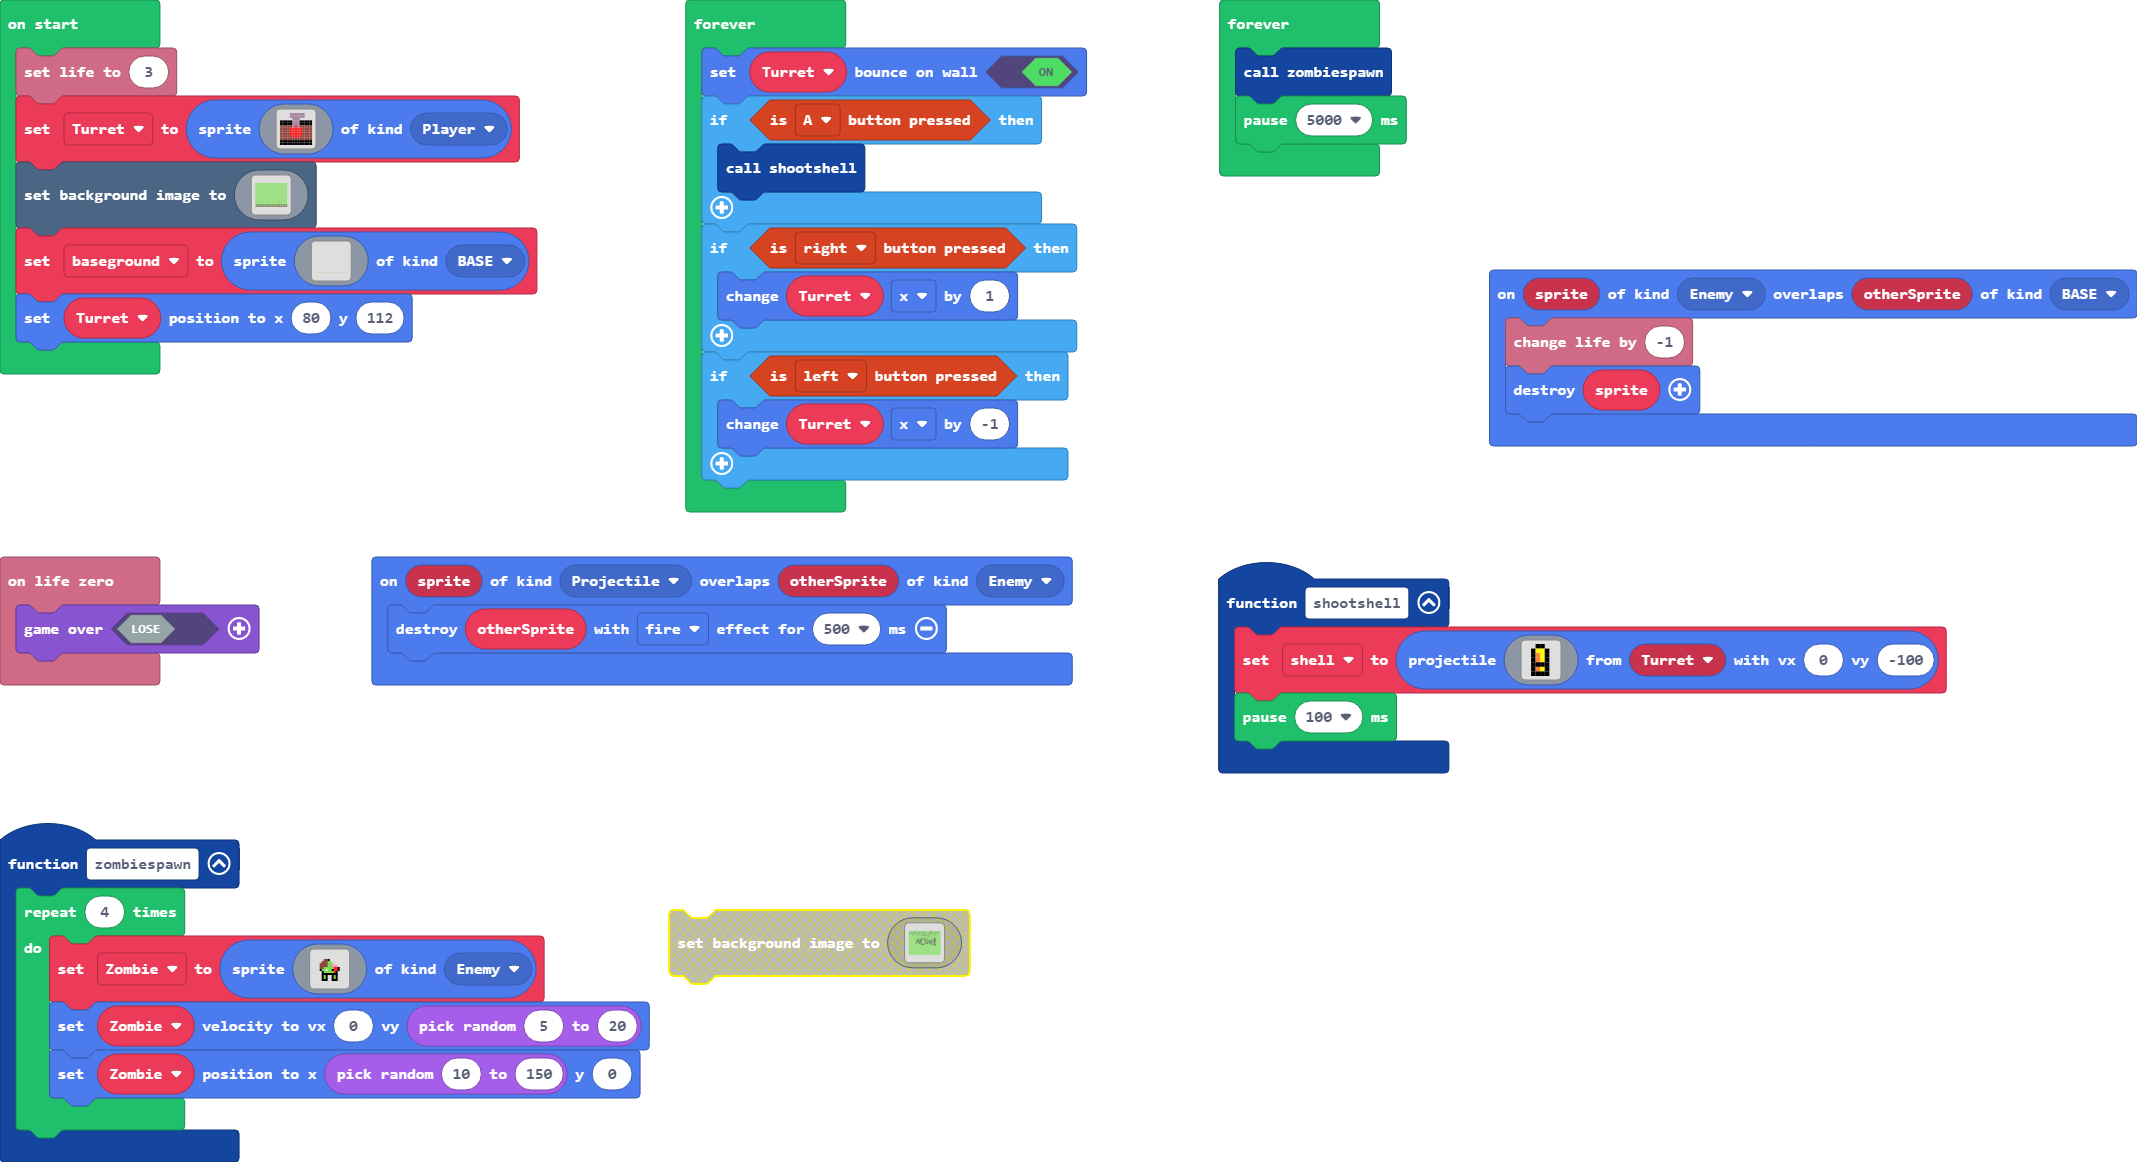 on start
set life to 3
set Turret to sprite of kind Player
set background image to
set baseground to sprite of kind BASE
set Turret position to x 80 y 112
forever
set Turret bounce on wall ON
if is A button pressed then
call shootshell
if is right button pressed then
change Turret x by 1
if is left button pressed then
change Turret x by -1
forever
call zombiespawn
pause 5000 ms
on sprite of kind Enemy overlaps otherSprite of kind BASE
change life by -1
destroy sprite
on life zero
game over LOSE
on sprite of kind Projectile overlaps otherSprite of kind Enemy
destroy otherSprite with fire effect for 500 ms
function shootshell
set shell to projectile from Turret with vx 0 vy -100
pause 100 ms
function zombiespawn
repeat 4 times
do
set Zombie to sprite of kind Enemy
set Zombie velocity to vx 0 vy pick random 5 to 20
set Zombie position to x pick random 10 to 150 y 0
set background image to